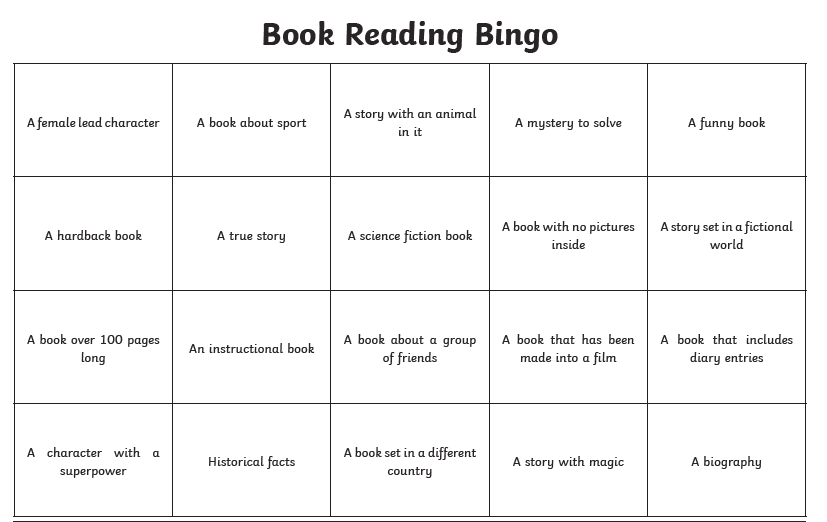 Book Reading Bingo
A female lead character
A book about sport
A story with an animal
in it
A mystery to solve
A funny book
A hardback book
A true story
A science fiction book
A book with no pictures
inside
A story set in a fictional
world
A book over 100 pages
long
An instructional book
A book about a group
of friends
A book that has been
made into a film
A book that includes
diary entries
A character with a
superpower
Historical facts
A book set in a different
country
A story with magic
A biography